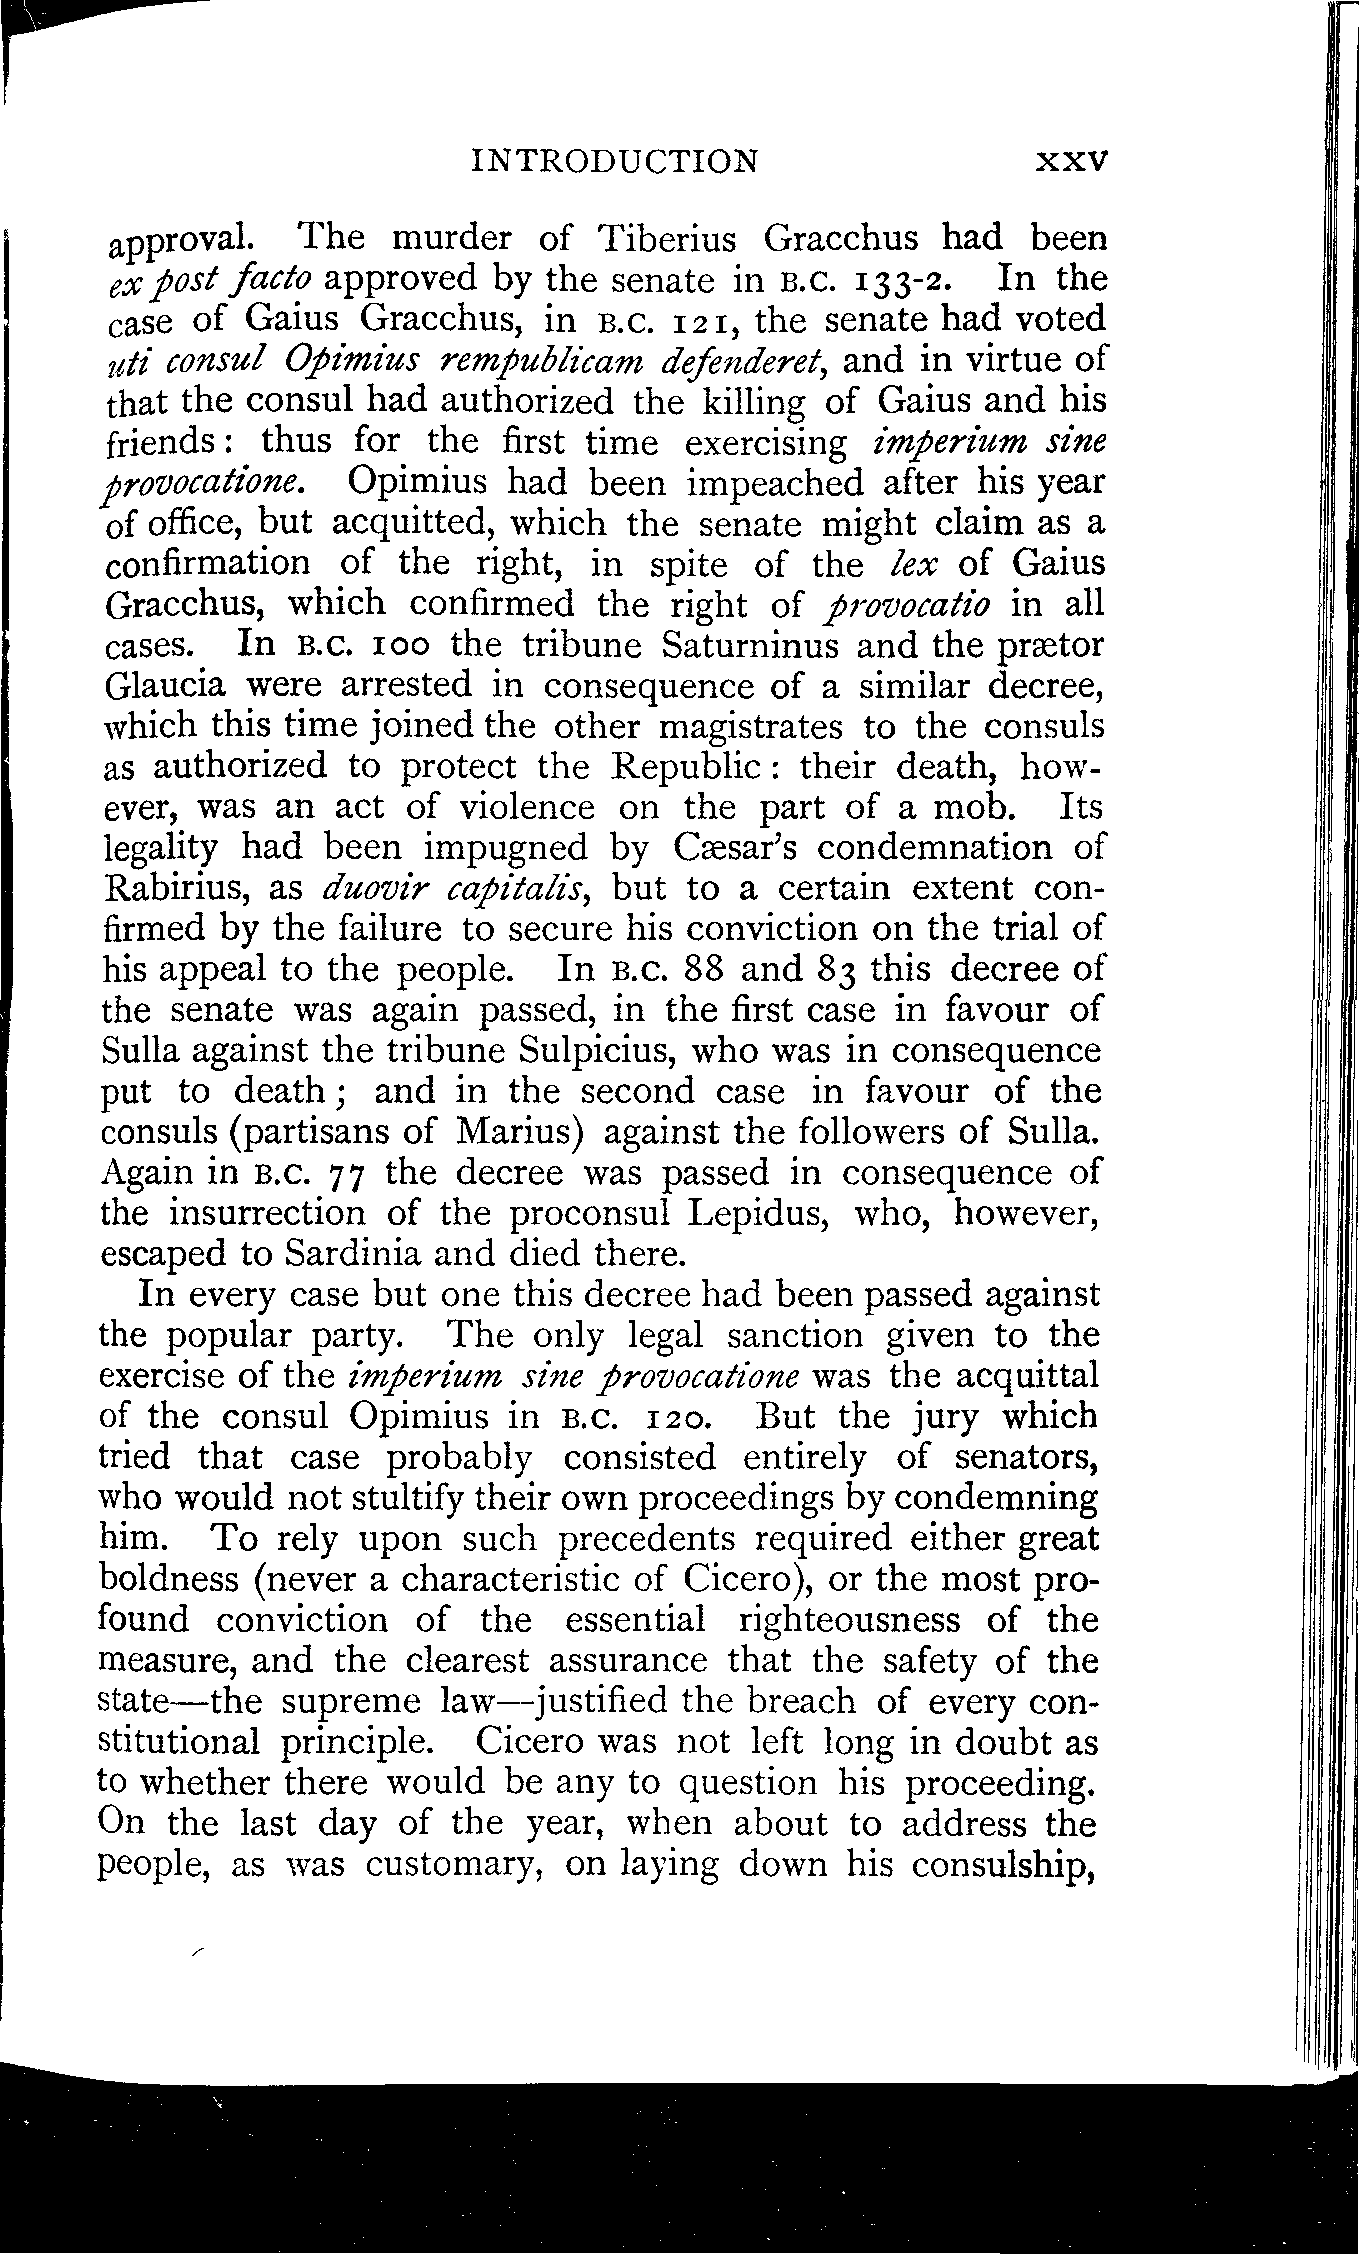 INTRODUCTION xxv
approval. The murder of Tiberius Gracchus had been
ex post facto approved by the senate in B.C. 133-2. In the
case of Gaius Gracchus, in B.C. 121, the senate had voted
uti consul Opimius rempublicam defenderet, and in virtue of
that the consul had authorized the killing of Gaius and his
friends : thus for the first time exercising imperium sine
provocatione. Opimius had been impeached after his year
of office, but acquitted, which the senate might claim as a
confirmation of the right, in spite of the lex of Gaius
Gracchus, which confirmed the right of provocatio in all
cases. In B.C. 100 the tribune Saturninus and the prætor
Glaucia were arrested in consequence of a similar decree,
which this time joined the other magistrates to the consuls
as authorized to protect the Republic : their death, how-
ever, was an act of violence on the part of a mob. Its
legality had been impugned by Cæsar's condemnation of
Rabirius, as duovir capitalis, but to a certain extent con-
firmed by the failure to secure his conviction on the trial of
his appeal to the people. In B.C. 88 and 83 this decree of
the senate was again passed, in the first case in favour of
Sulla against the tribune Sulpicius, who was in consequence
put to death ; and in the second case in favour of the
consuls (partisans of Marius) against the followers of Sulla.
Again in B.C. 77 the decree was passed in consequence of
the insurrection of the proconsul Lepidus, who, however,
escaped to Sardinia and died there.
In every case but one this decree had been passed against
the popular party. The only legal sanction given to the
exercise of the imperium sine provocatione was the acquittal
of the consul Opimius in B.C. 120. But the jury which
tried that case probably consisted entirely of senators,
who would not stultify their own proceedings by condemning
him. To rely upon such precedents required either great
boldness (never a characteristic of Cicero), or the most pro-
found conviction of the essential righteousness of the
measure, and the clearest assurance that the safety of the
state—the supreme law—justified the breach of every con-
stitutional principle. Cicero was not left long in doubt as
to whether there would be any to question his proceeding.
On the last day of the year, when about to address the
people, as was customary, on laying down his consulship,